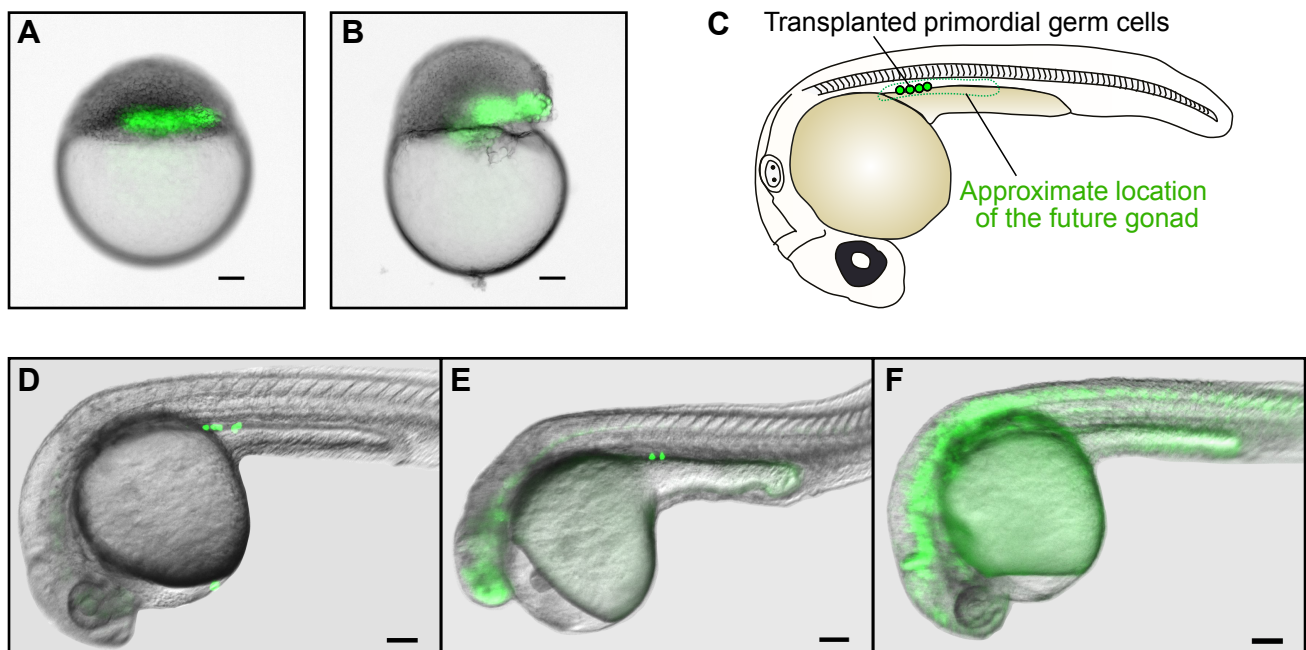 A
B
C
Transplanted primordial germ cells
Approximate location
of the future gonad
D
E
F